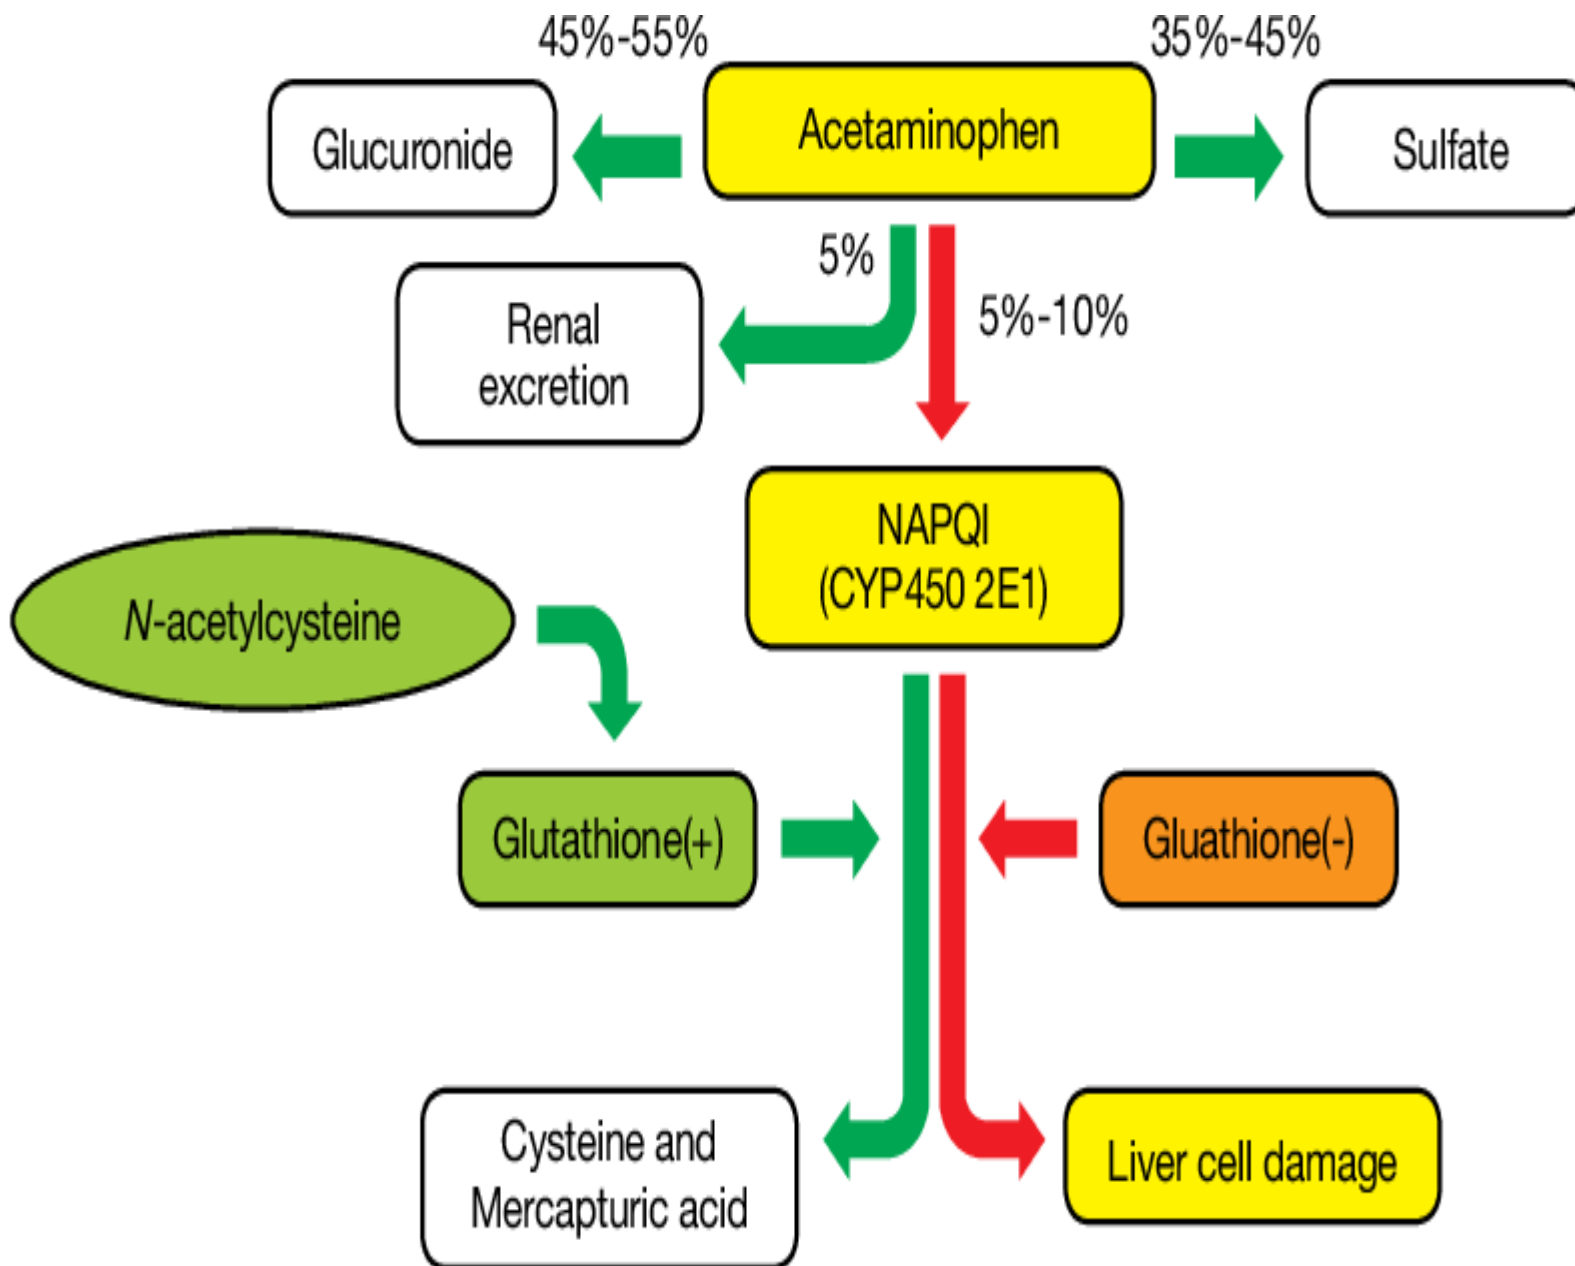 45%-55%
35%-45%
Glucuronide
Acetaminophen
Sulfate
5%
Renal
excretion
5%-10%
NAPQI
(CYP450 2E1)
N-acetylcysteine
Glutathione(+)
Gluathione(-)
Cysteine and
Mercapturic acid
Liver cell damage